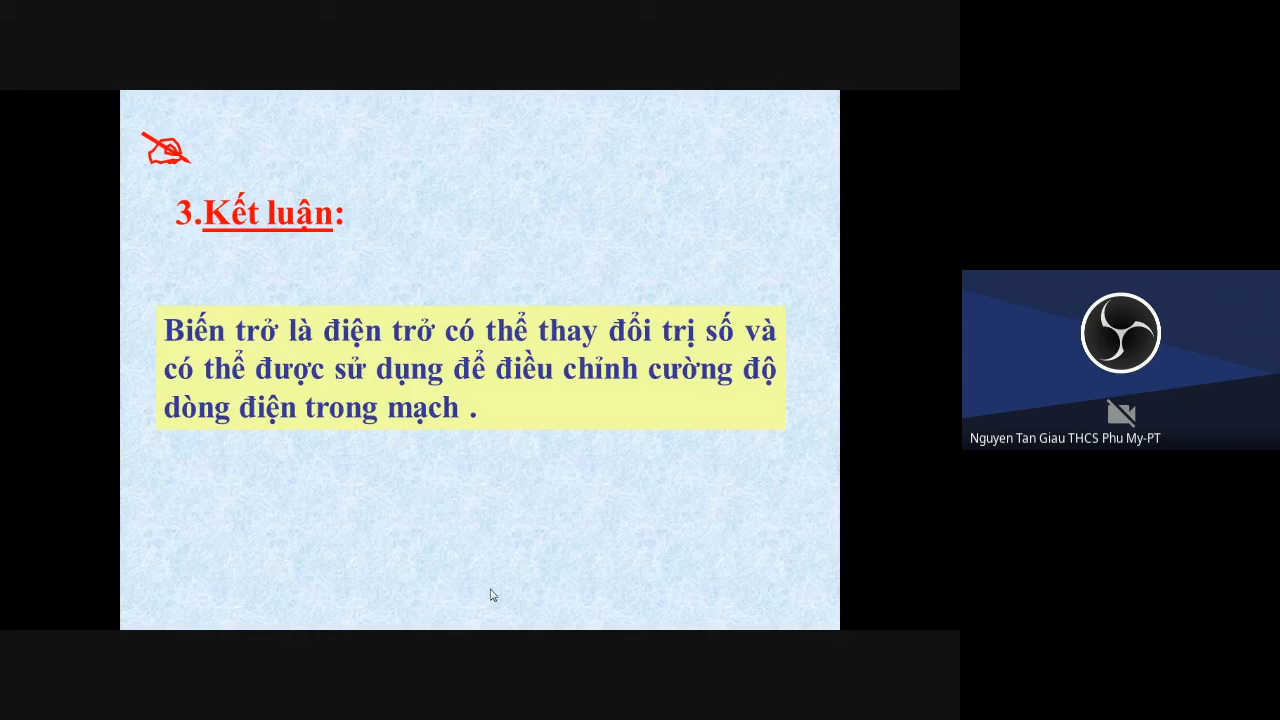 3.Kết luận:
Biến trở là điện trở có thể thay đổi trị số và
có thể được sử dụng để điều chỉnh cường độ
dòng điện trong mạch .
Nguyen Tan Giau THCS Phu My-PT